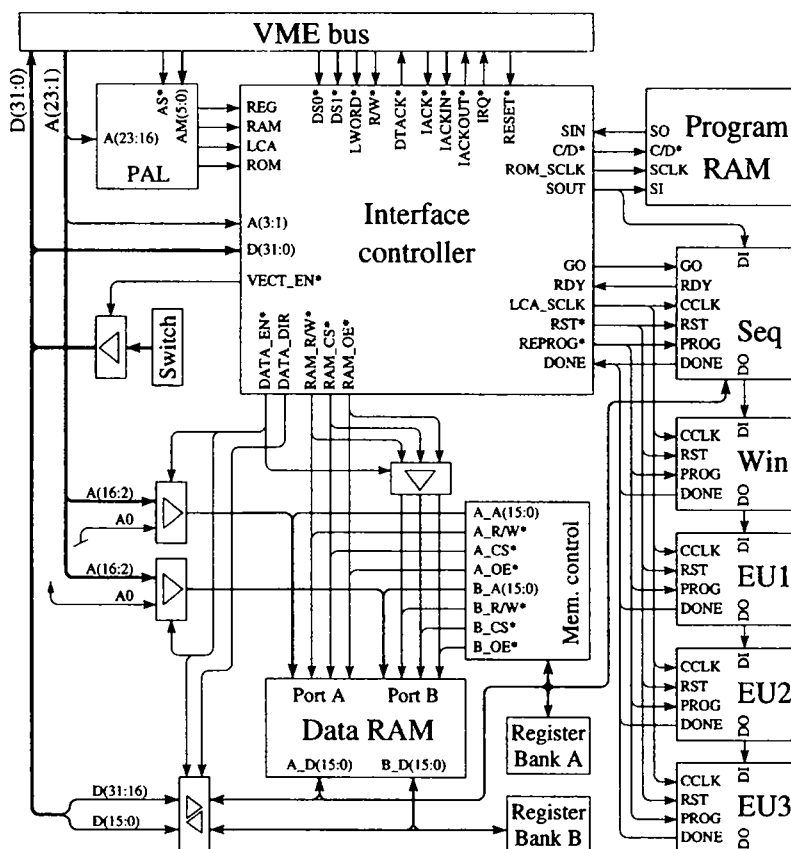 VME bus
D(31:0)
A(23:1)
AS*
AM(5:0)
A(23:16)
PAL
REG
RAM
LCA
ROM
DS0*
DS1*
LWORD*
R/W*
DTACK*
IACK*
IACKIN*
IACKOUT*
IRQ*
RESET*
A(3:1)
D(31:0)
VECT_EN*
Interface
controller
SIN
C/D*
ROM_SCLK
SOUT
GO
RDY
LCA_SCLK
RST*
REPROG*
DONE
DATA_EN*
DATA_DIR
RAM_R/W*
RAM_CS*
RAM_OE*
SO
C/D*
SCLK
SI
Program
RAM
Switch
DI
GO
RDY
CCLK
RST
PROG
DONE
Seq
DO
DI
CCLK
RST
PROG
DONE
Win
DO
DI
CCLK
RST
PROG
DONE
EU1
DO
DI
CCLK
RST
PROG
DONE
EU2
DO
DI
CCLK
RST
PROG
DONE
EU3
DO
A(16:2)
A0
A(16:2)
A0
A_A(15:0)
A_R/W*
A_CS*
A_OE*
B_A(15:0)
B_R/W*
B_CS*
B_OE*
Mem. control
Port A
Port B
Data RAM
A_D(15:0)
B_D(15:0)
Register
Bank A
Register
Bank B
D(31:16)
D(15:0)